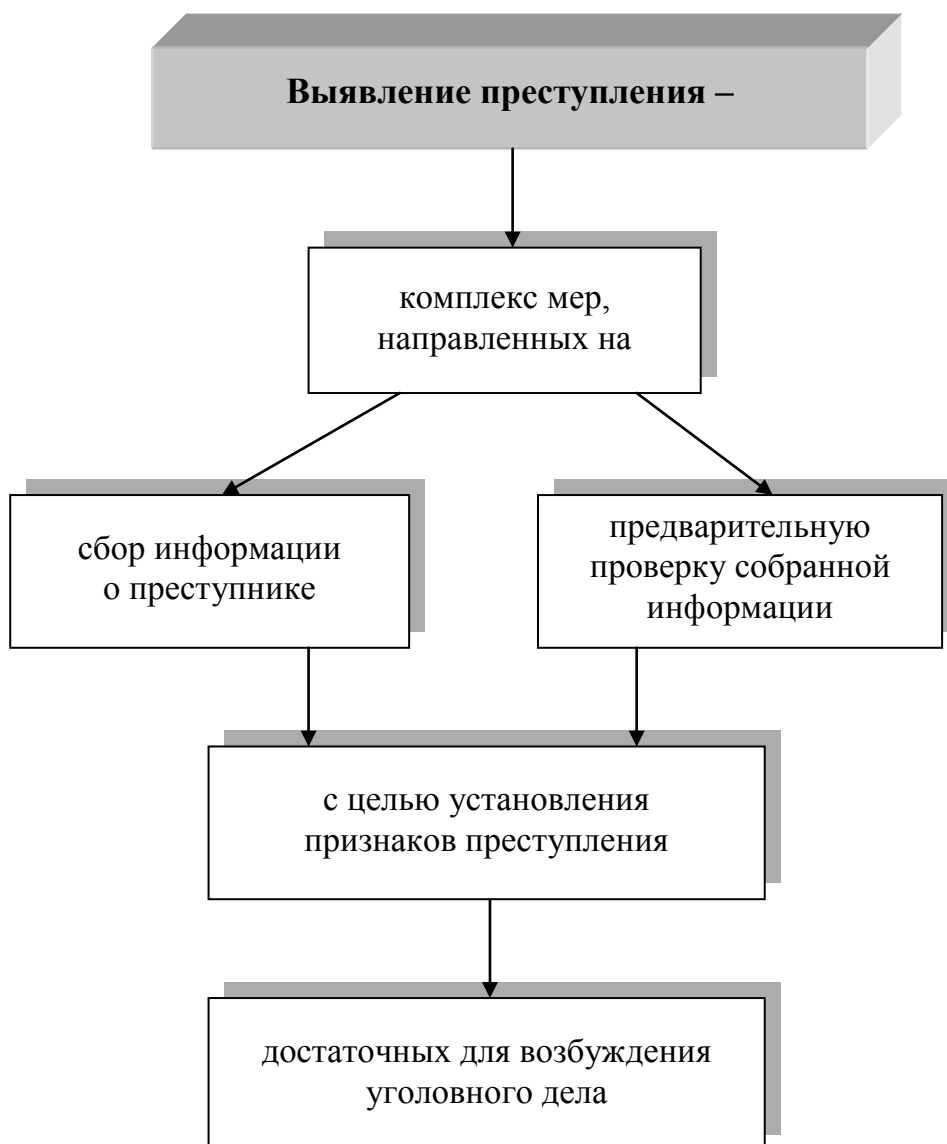 Выявление преступления –
комплекс мер,
направленных на
сбор информации
о преступнике
предварительную
проверку собранной
информации
с целью установления
признаков преступления
достаточных для возбуждения
уголовного дела